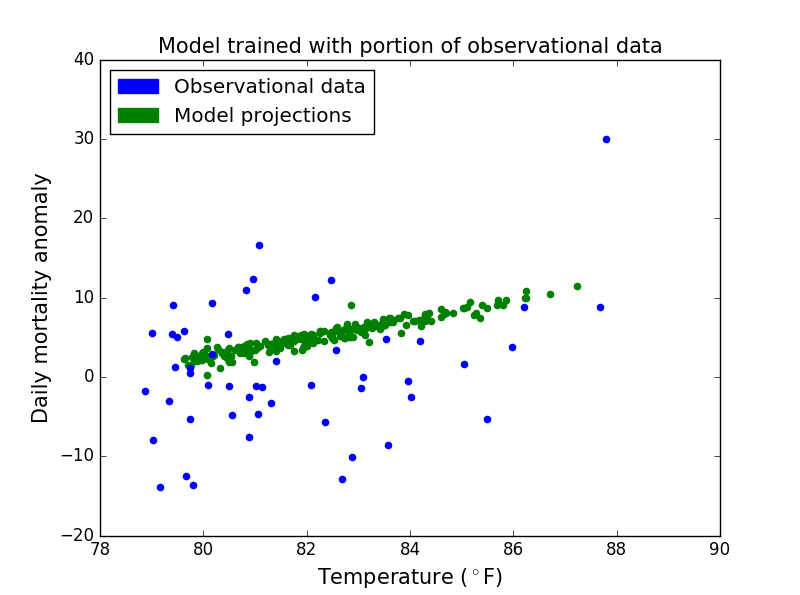 Model trained with portion of observational data
Observational data
Model projections
Daily mortality anomaly
40
30
20
10
0
−10
−20
78
80
82
84
86
88
90
Temperature (°F)